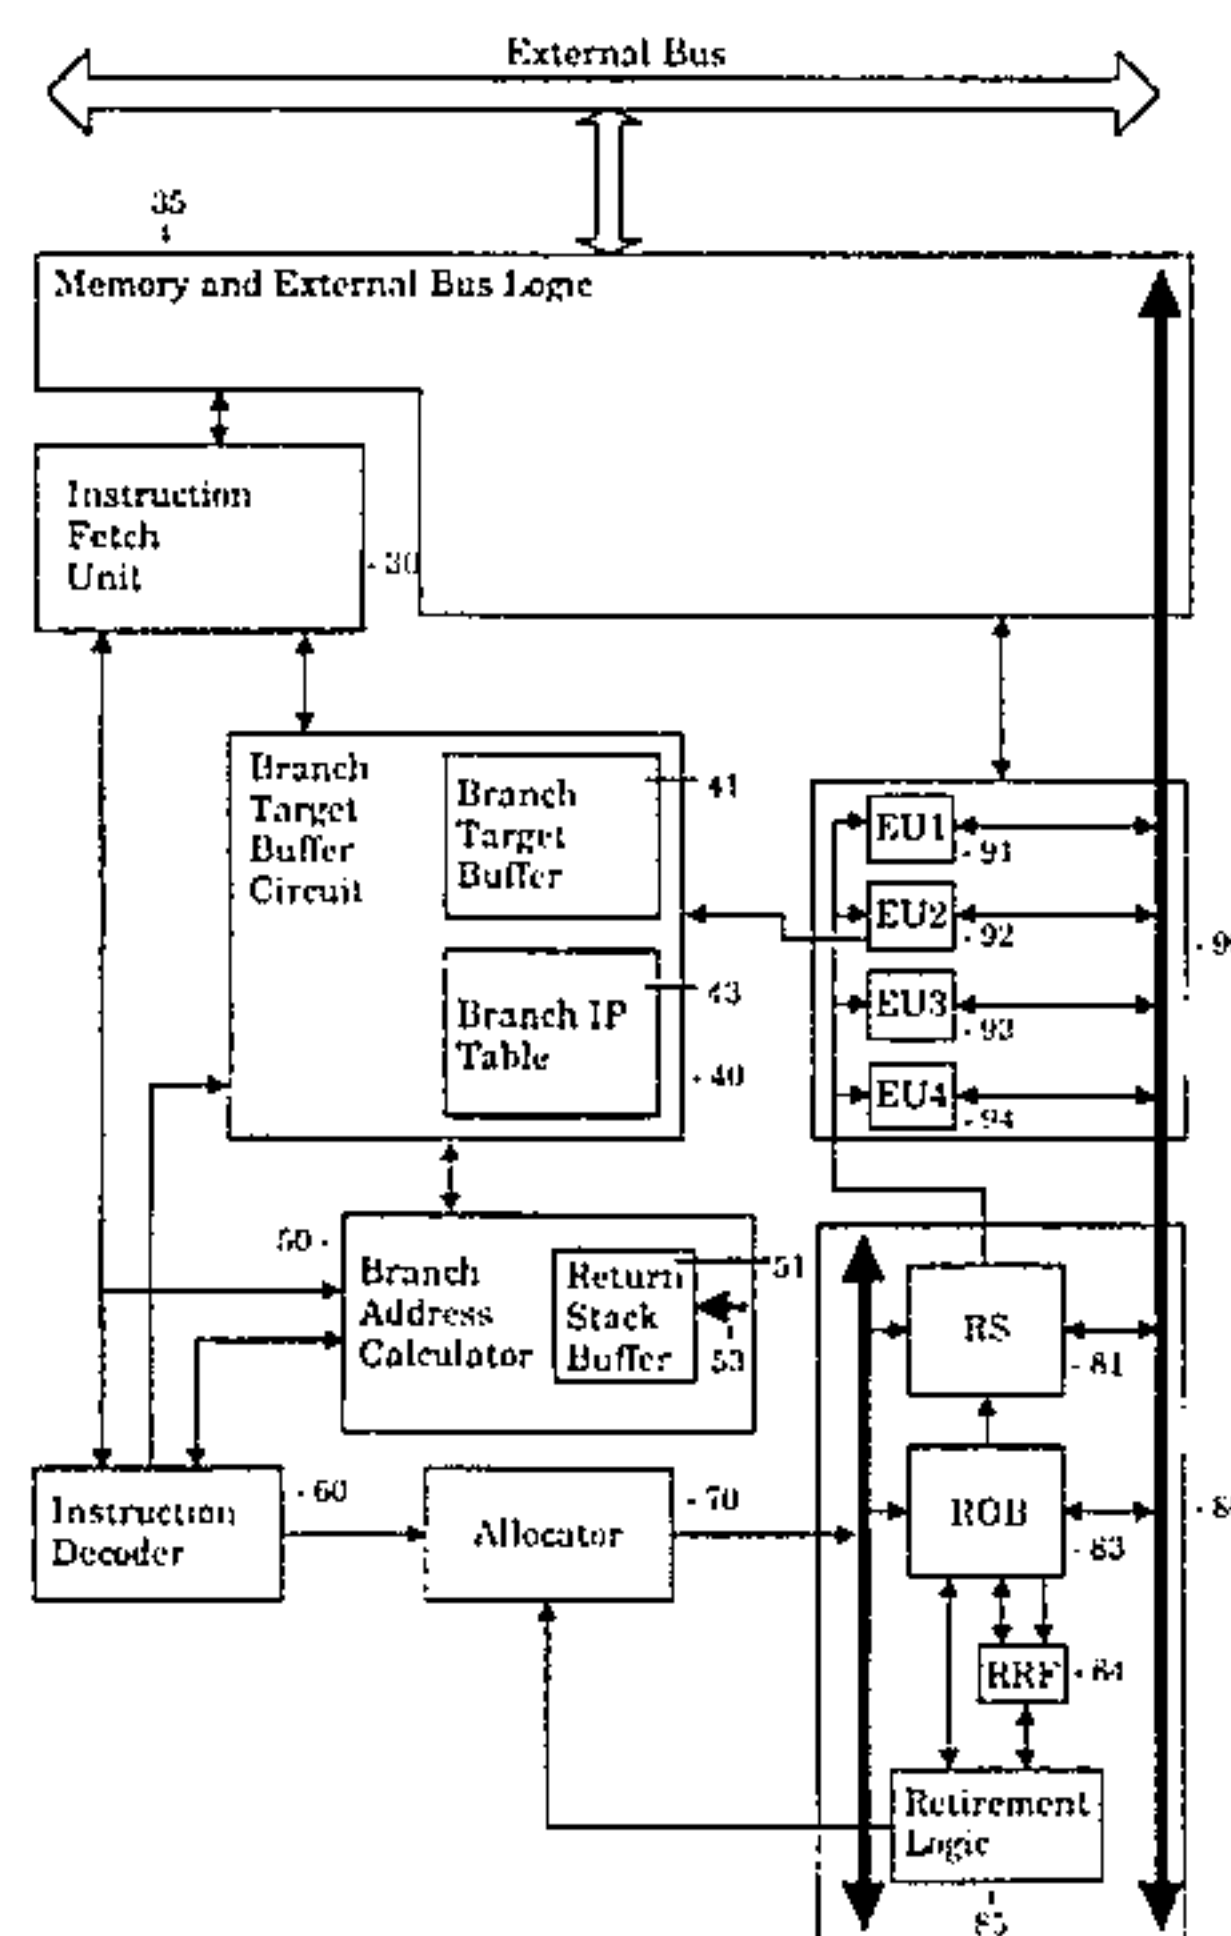 External Bus
35
Memory and External Bus Logic
Instruction
Fetch
Unit
30
Branch
Target
Buffer
Circuit
Branch
Target
Buffer
41
Branch IP
Table
43
40
EU1
91
EU2
92
EU3
93
EU4
94
9
50
Branch
Address
Calculator
Return
Stack
Buffer
51
53
RS
81
Instruction
Decoder
60
Allocator
70
ROB
83
8
RRF
84
Retirement
Logic
85